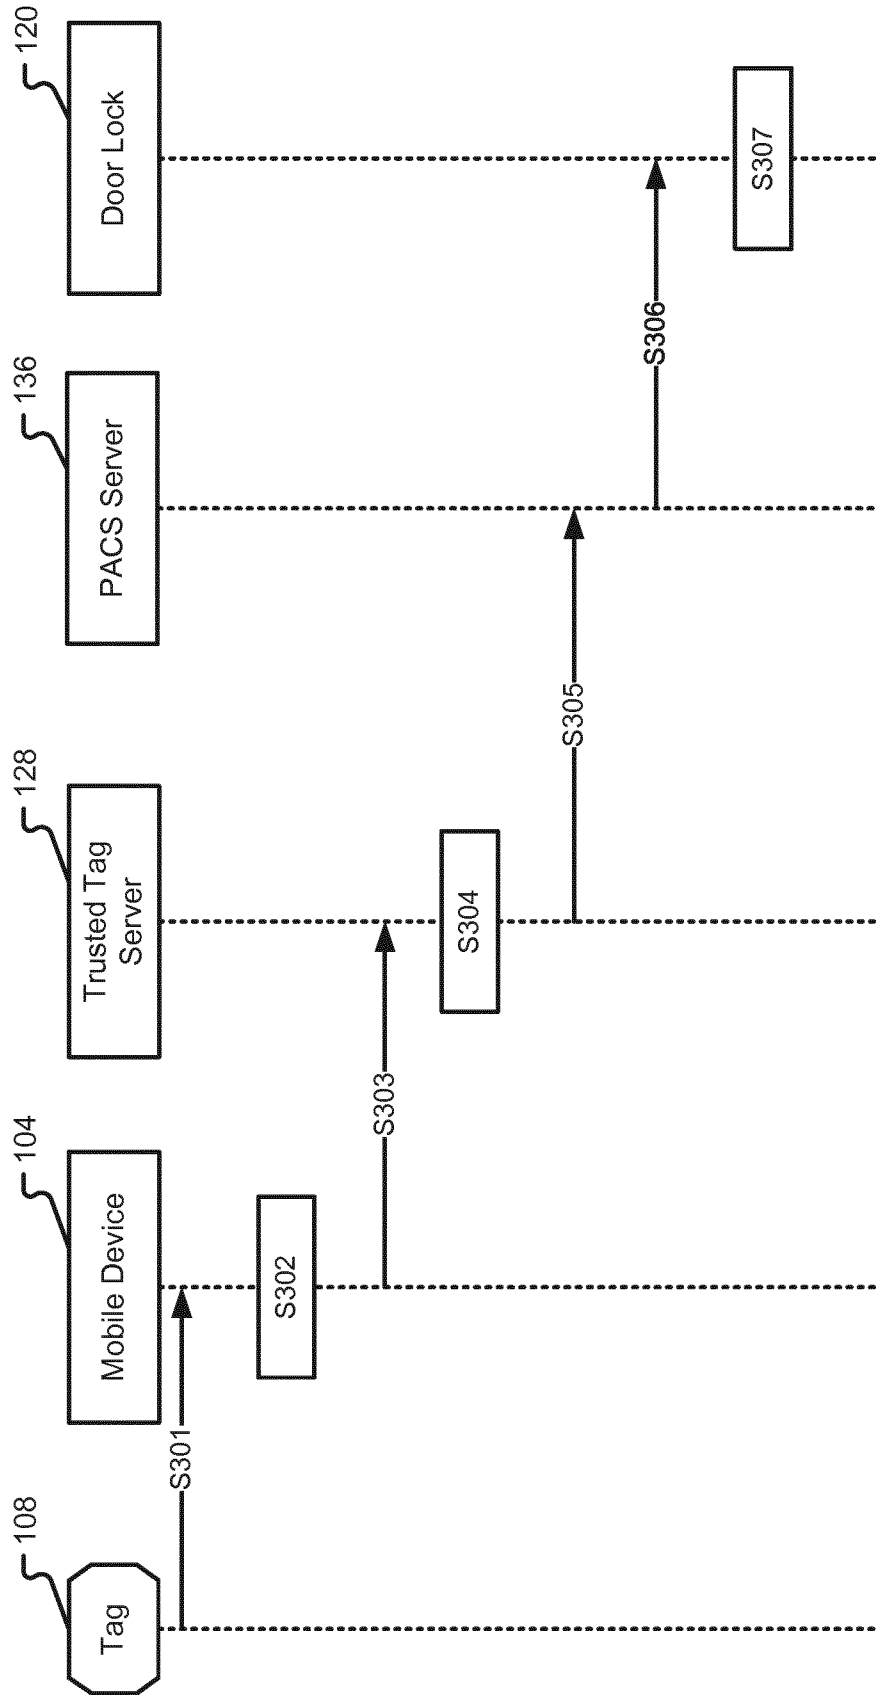 108
104
128
136
120
Tag
Mobile Device
Trusted Tag
Server
PACS Server
Door Lock
S301
S302
S303
S304
S305
S306
S307